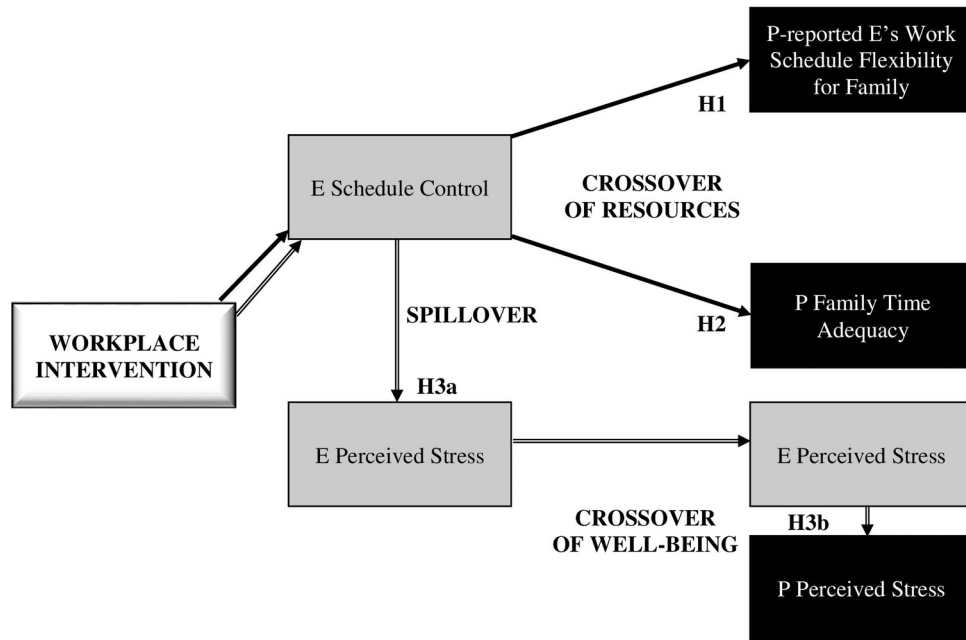 P-reported E's Work
Schedule Flexibility
for Family
H1
E Schedule Control
CROSSOVER
OF RESOURCES
P Family Time
Adequacy
H2
SPILLOVER
WORKPLACE
INTERVENTION
H3a
E Perceived Stress
E Perceived Stress
CROSSOVER
OF WELL-BEING
H3b
P Perceived Stress